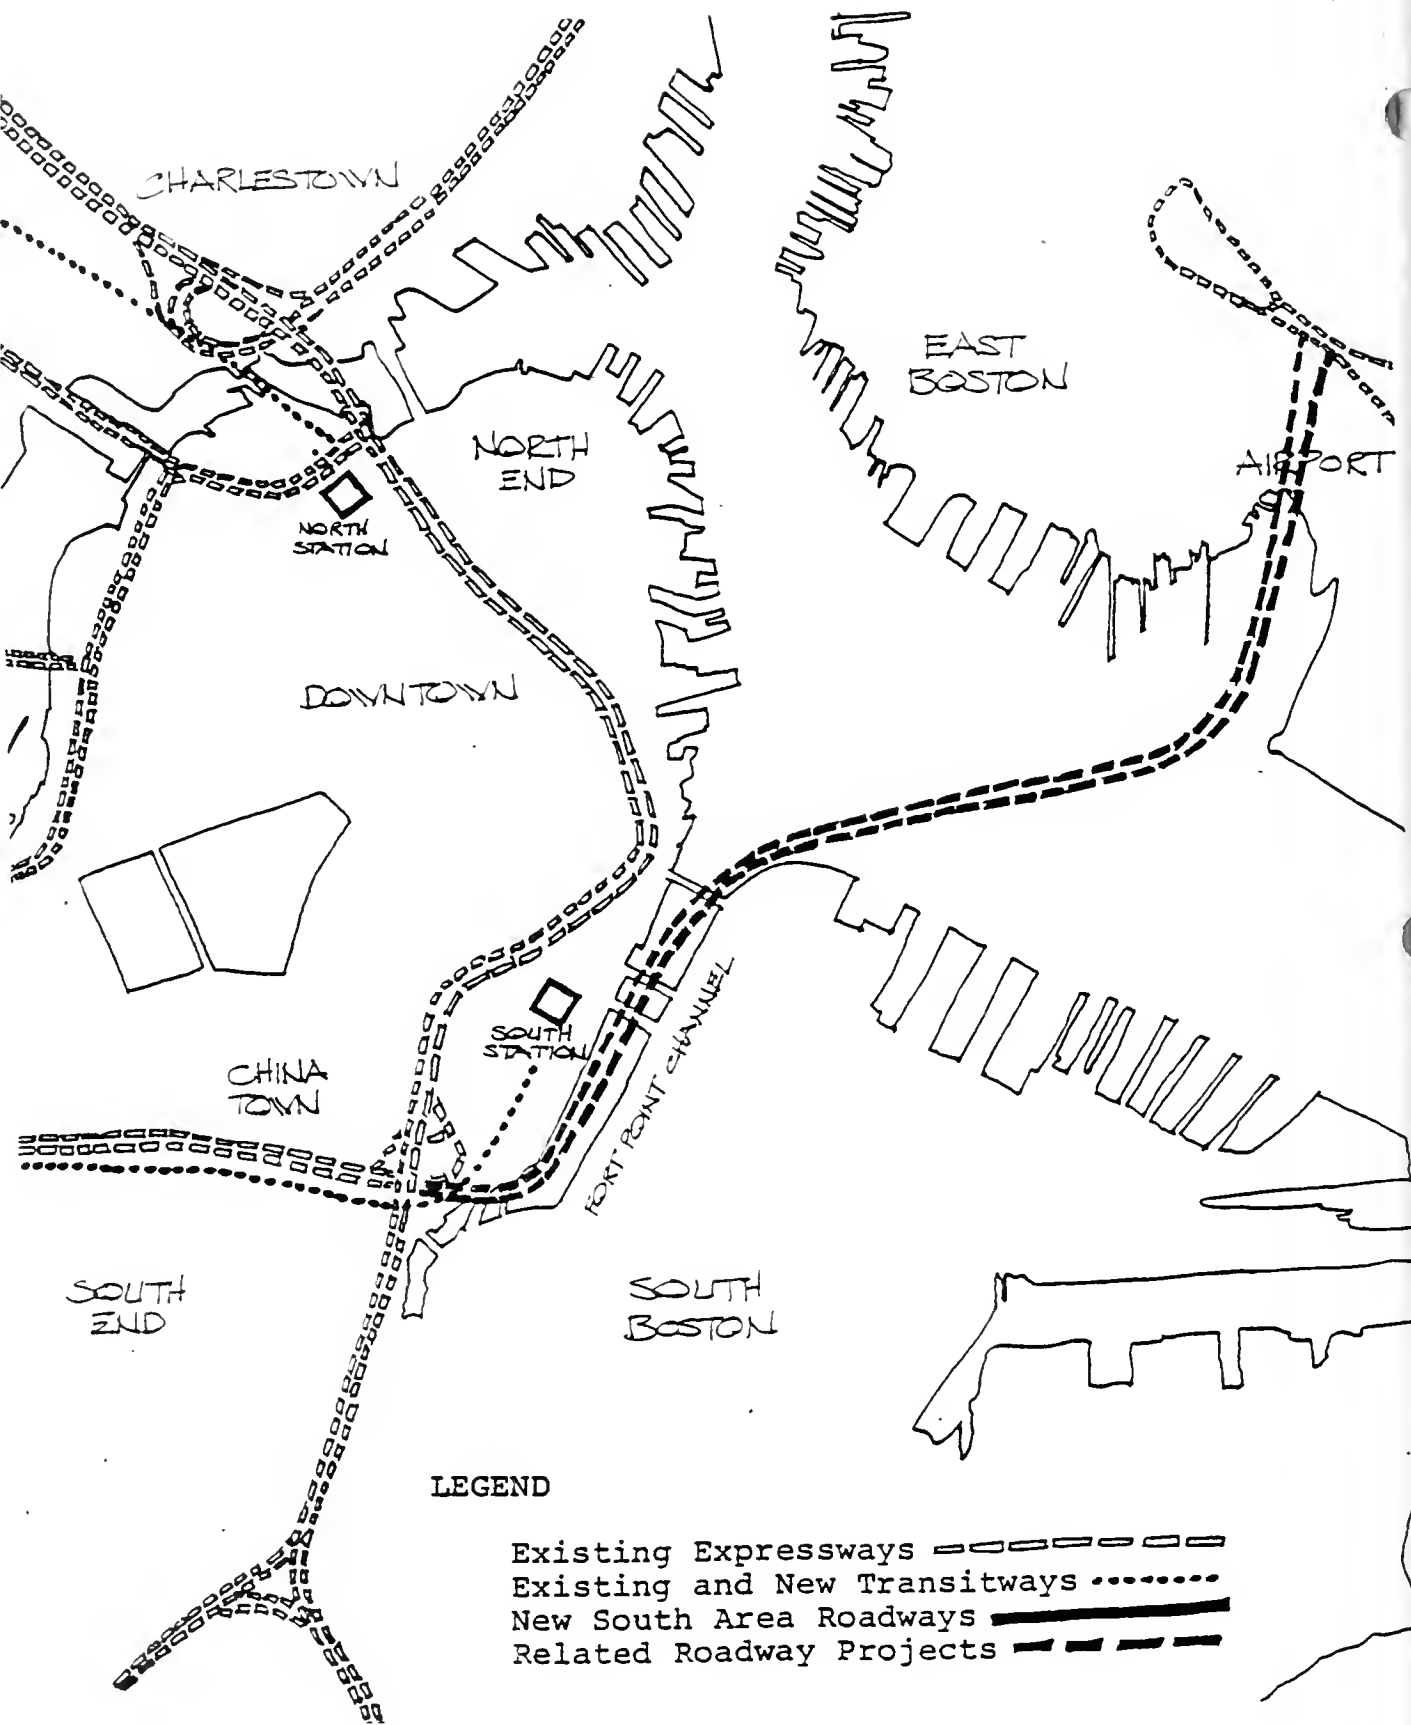 CHARLESTOWN
EAST
BOSTON
NORTH
END
AIRPORT
NORTH
STATION
DOWNTOWN
SOUTH
STATION
FORT POINT CHANNEL
CHINA
TOWN
SOUTH
END
SOUTH
BOSTON
LEGEND
Existing Expressways
Existing and New Transitways
New South Area Roadways
Related Roadway Projects